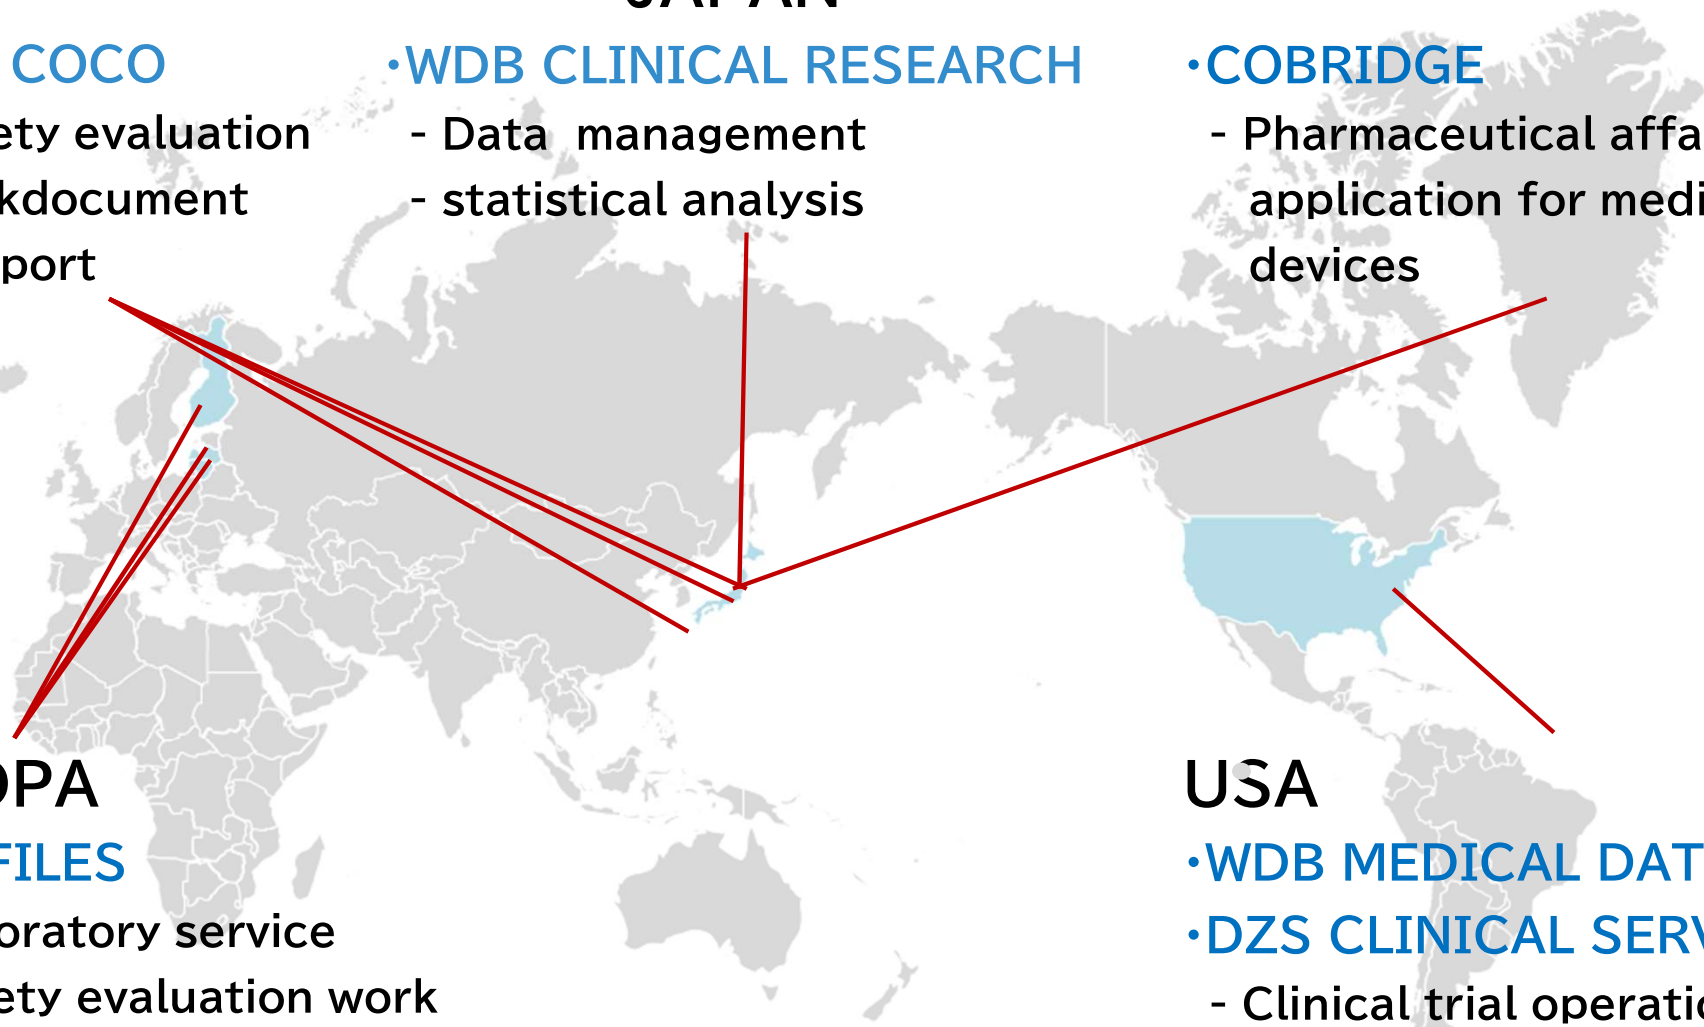 JAPAN
COCO
ety evaluation
kdocument
port
・WDB CLINICAL RESEARCH
- Data management
- statistical analysis
・COBRIDGE
- Pharmaceutical affa
application for medi
devices
OPA
FILES
oratory service
ety evaluation work
USA
・WDB MEDICAL DAT
・DZS CLINICAL SERV
- Clinical trial operatio